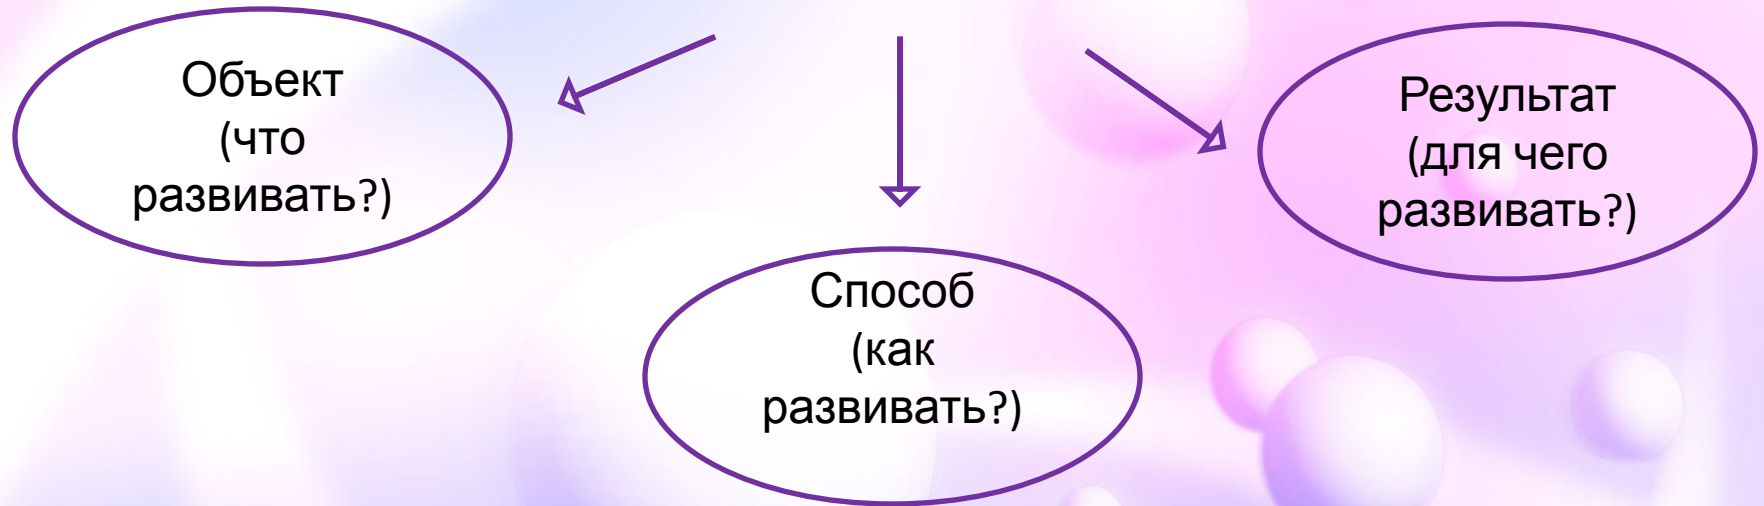 Объект
(что
развивать?)
Способ
(как
развивать?)
Результат
(для чего
развивать?)